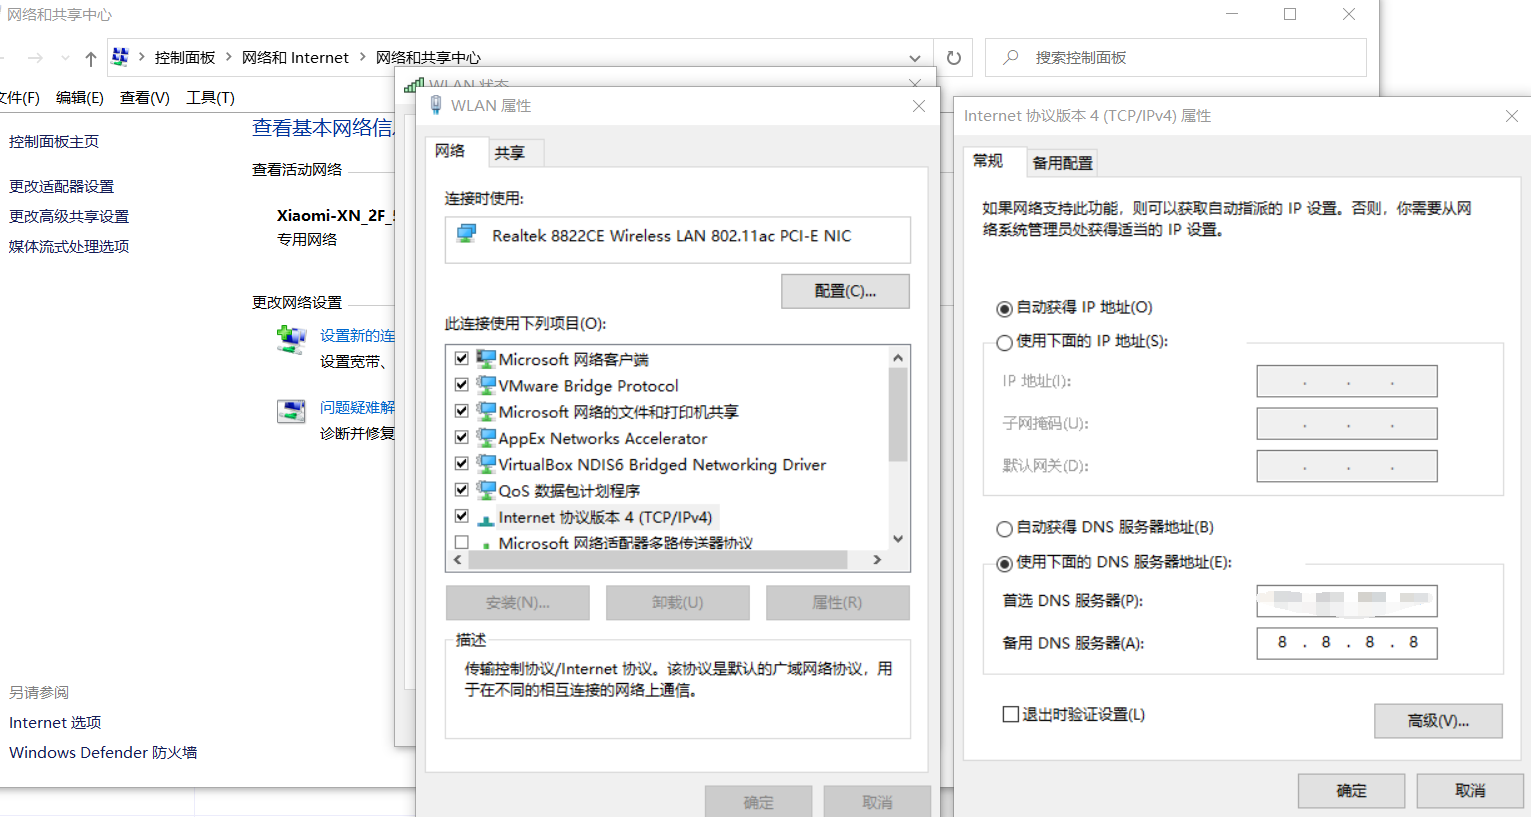 网络和共享中心
控制面板 网络和 Internet 网络和共享中心
搜索控制面板
文件(F) 编辑(E) 查看(V) 工具(T)
控制面板主页
更改适配器设置
更改高级共享设置
媒体流式处理选项
另请参阅
Internet 选项
Windows Defender 防火墙
查看基本网络信
查看活动网络
Xiaomi-XN_2F_5
专用网络
更改网络设置
设置新的连
设置宽带、
问题疑难解
诊断并修复
WLAN 状态
WLAN 属性
网络 共享
连接时使用:
Realtek 8822CE Wireless LAN 802.11ac PCI-E NIC
配置(C)...
此连接使用下列项目(O):
Microsoft 网络客户端
VMware Bridge Protocol
Microsoft 网络的文件和打印机共享
AppEx Networks Accelerator
VirtualBox NDIS6 Bridged Networking Driver
QoS 数据包计划程序
Internet 协议版本 4 (TCP/IPv4)
Microsoft 网络适配器多路传送器协议
安装(N)... 卸载(U) 属性(R)
描述
传输控制协议/Internet 协议。该协议是默认的广域网络协议，用
于在不同的相互连接的网络上通信。
确定 取消
Internet 协议版本 4 (TCP/IPv4) 属性
常规 备用配置
如果网络支持此功能，则可以获取自动指派的 IP 设置。否则，你需要从网
络系统管理员处获得适当的 IP 设置。
自动获得 IP 地址(O)
使用下面的 IP 地址(S):
IP 地址(I): . . .
子网掩码(U): . . .
默认网关(D): . . .
自动获得 DNS 服务器地址(B)
使用下面的 DNS 服务器地址(E):
首选 DNS 服务器(P):
备用 DNS 服务器(A): 8 . 8 . 8 . 8
退出时验证设置(L)
高级(V)...
确定 取消